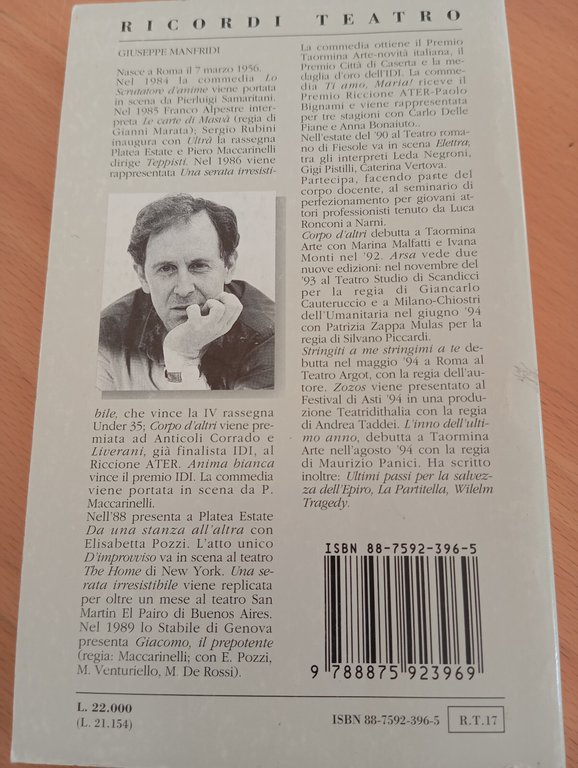 RICORDI TEATRO
GIUSEPPE MANFRIDI
Nasce a Roma il 7 marzo 1956.
Nel 1984 la commedia Lo
Scrutatore d'anime viene portata
in scena da Pierluigi Samaritani.
Nel 1985 Franco Alpestre inter-
preta Le carte di Masuà (regia di
Gianni Marata); Sergio Rubini
inaugura con Ultrà la rassegna
Platea Estate e Piero Maccarinelli
dirige Teppisti. Nel 1986 viene
rappresentata Una serata irresisti-
bile, che vince la IV rassegna
Under 35; Corpo d'altri viene pre-
miata ad Anticoli Corrado e
Liverani, già finalista IDI, al
Riccione ATER. Anima bianca
vince il premio IDI. La commedia
viene portata in scena da P.
Maccarinelli.
Nell'88 presenta a Platea Estate
Da una stanza all'altra con
Elisabetta Pozzi. L'atto unico
D'improvviso va in scena al teatro
The Home di New York. Una se-
rata irresistibile viene replicata
per oltre un mese al teatro San
Martin El Pairo di Buenos Aires.
Nel 1989 lo Stabile di Genova
presenta Giacomo, il prepotente
(regia: Maccarinelli; con E. Pozzi,
M. Venturiello, M. De Rossi).
La commedia ottiene il Premio
Taormina Arte-novità italiana, il
Premio Città di Caserta e la me-
daglia d'oro dell'IDI. La comme-
dia Ti amo, Maria! riceve il
Premio Riccione ATER-Paolo
Bignami e viene rappresentata
per tre stagioni con Carlo Delle
Piane e Anna Bonaiuto..
Nell'estate del '90 al Teatro roma-
no di Fiesole va in scena Elettra;
tra gli interpreti Leda Negroni,
Gigi Pistilli, Caterina Vertova.
Partecipa, facendo parte del
corpo docente, al seminario di
perfezionamento per giovani at-
tori professionisti tenuto da Luca
Ronconi a Narni.
Corpo d'altri debutta a Taormina
Arte con Marina Malfatti e Ivana
Monti nel '92. Arsa vede due
nuove edizioni: nel novembre del
'93 al Teatro Studio di Scandicci
per la regia di Giancarlo
Cauteruccio e a Milano-Chiostri
dell'Umanitaria nel giugno '94
con Patrizia Zappa Mulas per la
regia di Silvano Piccardi.
Stringiti a me stringimi a te de-
butta nel maggio '94 a Roma al
Teatro Argot, con la regia dell'au-
tore. Zozos viene presentato al
Festival di Asti '94 in una produ-
zione Teatridithalia con la regia
di Andrea Taddei. L'inno dell'ulti-
mo anno, debutta a Taormina
Arte nell'agosto '94 con la regia
di Maurizio Panici. Ha scritto
inoltre: Ultimi passi per la salvez-
za dell'Epiro, La Partitella, Wilelm
Tragedy.
ISBN 88-7592-396-5
9 788875 923969
L. 22.000
(L. 21.154)
ISBN 88-7592-396-5
R.T.17